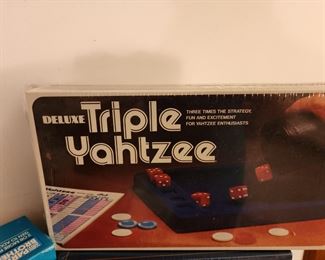 DELUXE
Triple
Yahtzee
THREE TIMES THE STRATEGY,
FUN AND EXCITEMENT
FOR YAHTZEE ENTHUSIASTS